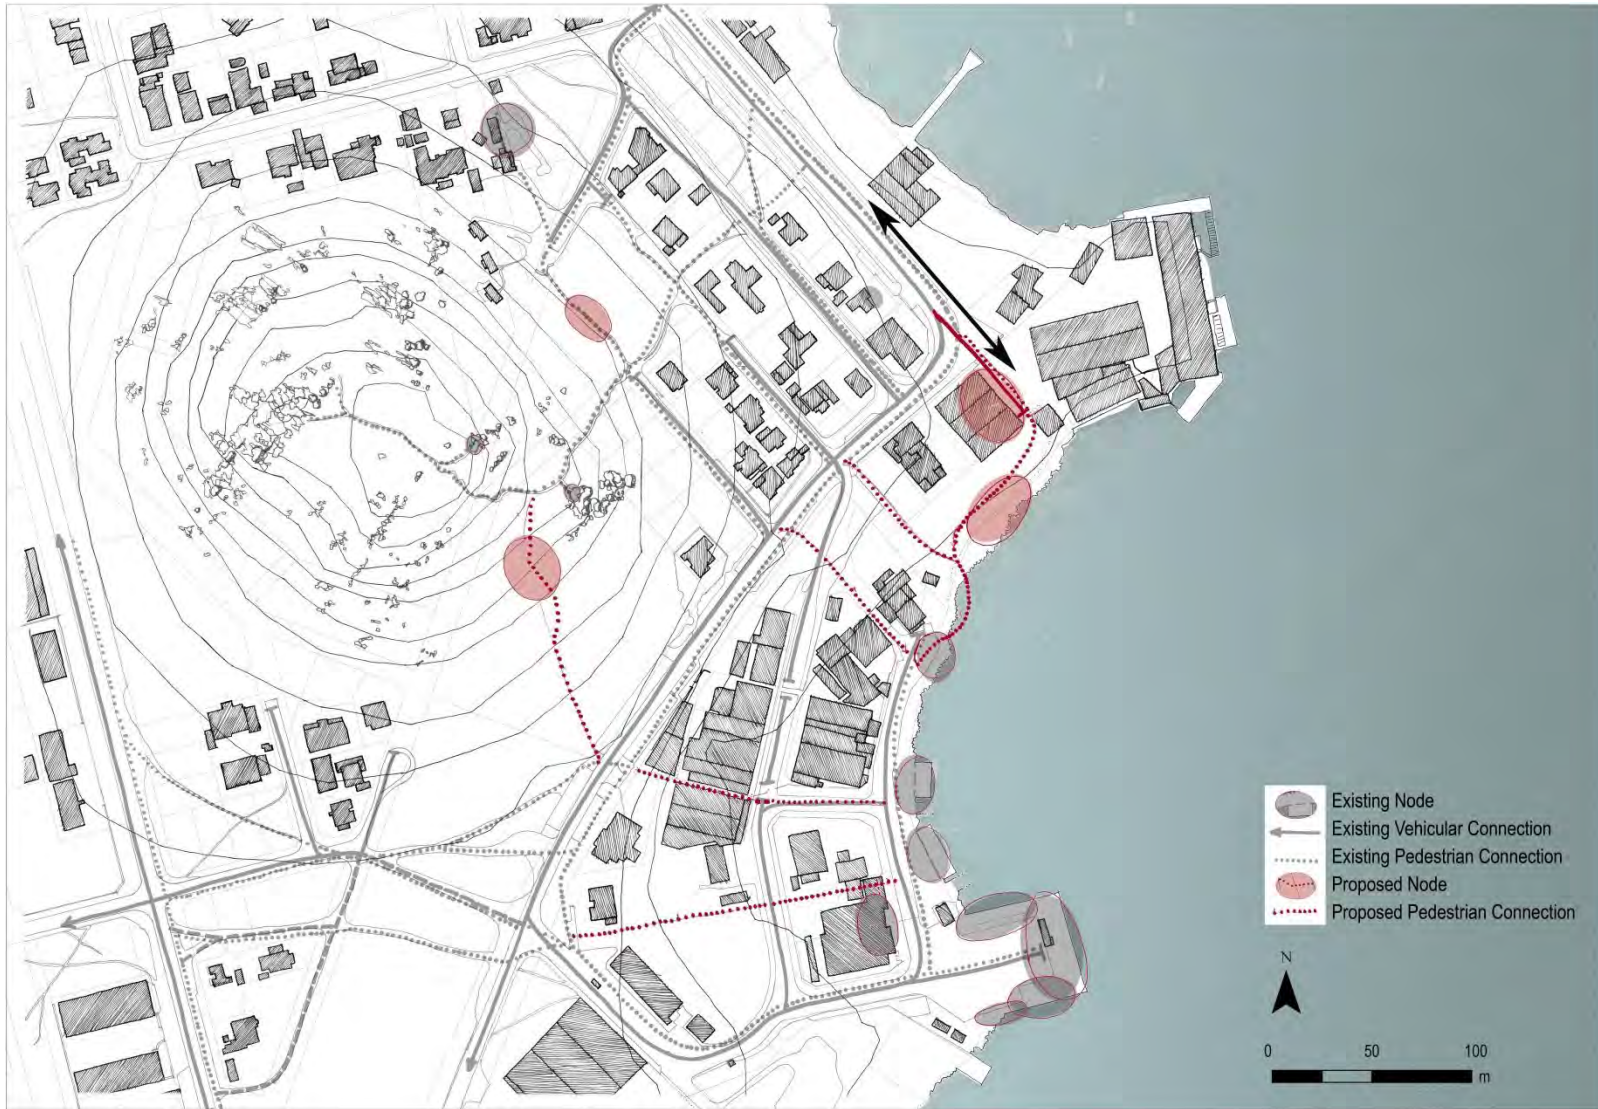 Existing Node
Existing Vehicular Connection
Existing Pedestrian Connection
Proposed Node
Proposed Pedestrian Connection
N
0 50 100
m